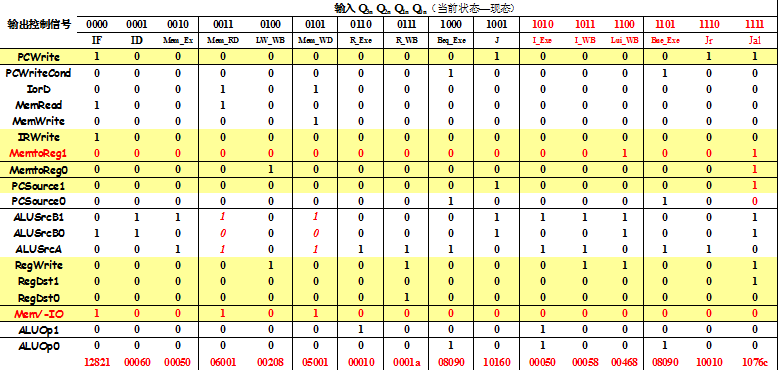 输出控制信号 输入 Q₃ₙ Q₂ₙ Q₁ₙ Q₀ₙ(当前状态—现态)
0000 0001 0010 0011 0100 0101 0110 0111 1000 1001 1010 1011 1100 1101 1110 1111
IF ID Mem_Ex Mem_RD LW_WB Mem_WD R_Exe R_WB Beq_Exe J I_Exe I_WB Lui_WB Bne_Exe Jr Jal
PCWrite 1 0 0 0 0 0 0 0 0 1 0 0 0 0 1 1
PCWriteCond 0 0 0 0 0 0 0 0 1 0 0 0 0 1 0 0
IorD 0 0 0 1 0 1 0 0 0 0 0 0 0 0 0 0
MemRead 1 0 0 1 0 0 0 0 0 0 0 0 0 0 0 0
MemWrite 0 0 0 0 0 1 0 0 0 0 0 0 0 0 0 0
IRWrite 1 0 0 0 0 0 0 0 0 0 0 0 0 0 0 0
MemtoReg1 0 0 0 0 0 0 0 0 0 0 0 0 1 0 0 1
MemtoReg0 0 0 0 0 1 0 0 0 0 0 0 0 0 0 0 1
PCSource1 0 0 0 0 0 0 0 0 0 1 0 0 0 0 0 1
PCSource0 0 0 0 0 0 0 0 0 1 0 0 0 0 1 0 0
ALUSrcB1 0 1 1 1 0 1 0 0 0 1 1 1 1 0 0 1
ALUSrcB0 1 1 0 0 0 0 0 0 0 1 0 0 1 0 0 1
ALUSrcA 0 0 1 1 0 1 1 1 1 0 1 1 0 1 1 0
RegWrite 0 0 0 0 1 0 0 1 0 0 0 1 1 0 0 1
RegDst1 0 0 0 0 0 0 0 0 0 0 0 0 0 0 0 1
RegDst0 0 0 0 0 0 0 0 1 0 0 0 0 0 0 0 0
Mem/-IO 1 0 0 1 0 1 0 0 0 0 0 0 0 0 0 0
ALUOp1 0 0 0 0 0 0 1 0 0 0 1 0 0 0 0 0
ALUOp0 0 0 0 0 0 0 0 0 1 0 1 0 0 1 0 0
12821 00060 00050 06001 00208 05001 00010 0001a 08090 10160 00050 00058 00468 08090 10010 1076c